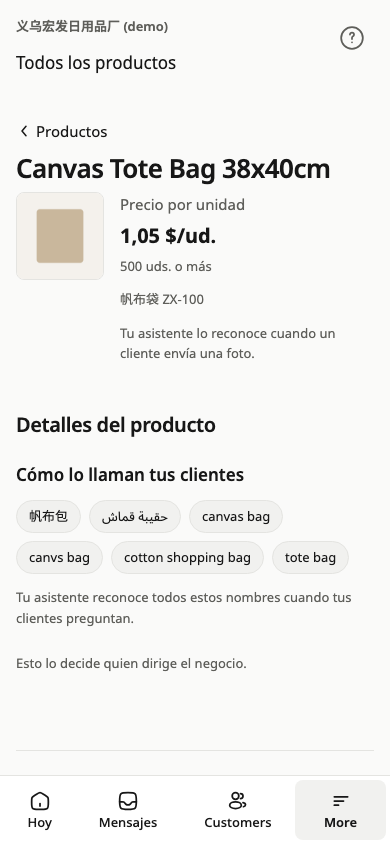 义乌宏发日用品厂 (demo)
Todos los productos
Productos
Canvas Tote Bag 38x40cm
Precio por unidad
1,05 $/ud.
500 uds. o más
帆布袋 ZX-100
Tu asistente lo reconoce cuando un
cliente envía una foto.
Detalles del producto
Cómo lo llaman tus clientes
帆布包 حقيبة قماش canvas bag
canvs bag cotton shopping bag tote bag
Tu asistente reconoce todos estos nombres cuando tus
clientes preguntan.
Esto lo decide quien dirige el negocio.
Hoy Mensajes Customers More